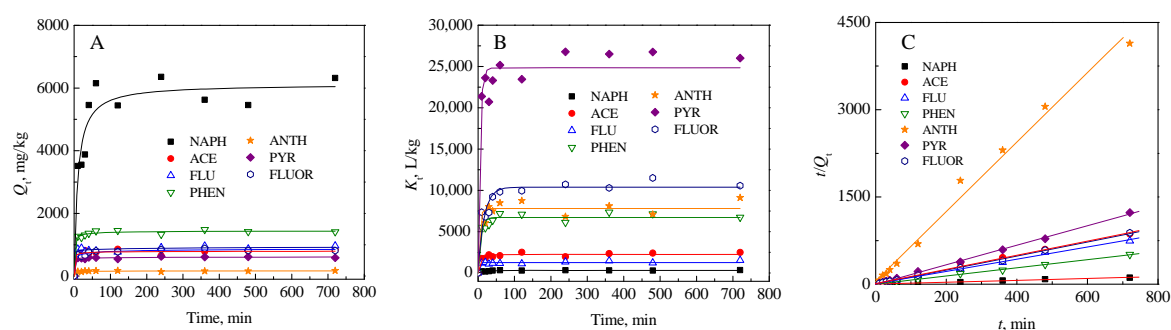 A
8000
6000
4000
2000
0
Q_t, mg/kg
NAPH
ACE
FLU
PHEN
ANTH
PYR
FLUOR
0 100 200 300 400 500 600 700 800
Time, min
B
30,000
25,000
20,000
15,000
10,000
5000
0
K_t, L/kg
NAPH
ACE
FLU
PHEN
ANTH
PYR
FLUOR
0 100 200 300 400 500 600 700 800
Time, min
C
4500
3000
1500
0
t/Q_t
NAPH
ACE
FLU
PHEN
ANTH
PYR
FLUOR
0 200 400 600 800
t, min